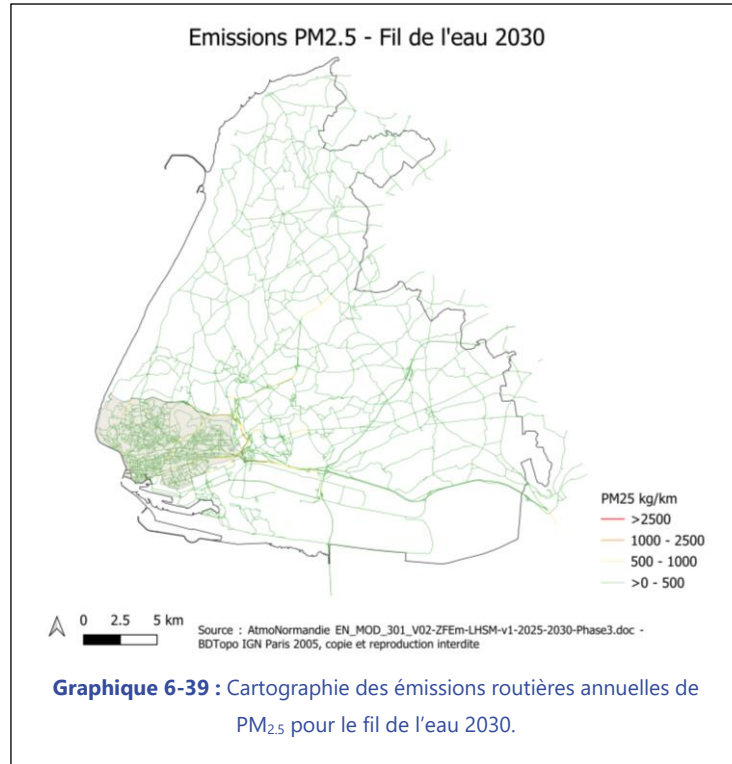 Emissions PM2.5 - Fil de l'eau 2030
PM25 kg/km
>2500
1000 - 2500
500 - 1000
>0 - 500
0 2.5 5 km
Source : AtmoNormandie EN_MOD_301_V02-ZFEm-LHSM-v1-2025-2030-Phase3.doc -
BDTopo IGN Paris 2005, copie et reproduction interdite
Graphique 6-39 : Cartographie des émissions routières annuelles de
PM2.5 pour le fil de l’eau 2030.